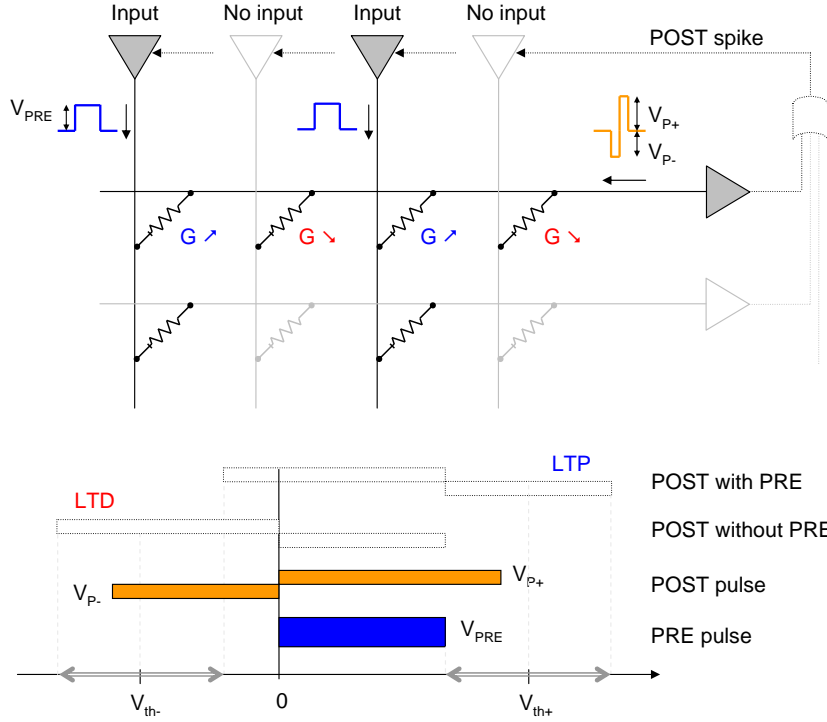 Input
No input
Input
No input
POST spike
V_PRE
V_P+
V_P-
G ↗
G ↘
G ↗
G ↘
LTP
POST with PRE
LTD
POST without PRE
V_P+
POST pulse
V_P-
V_PRE
PRE pulse
V_th-
0
V_th+